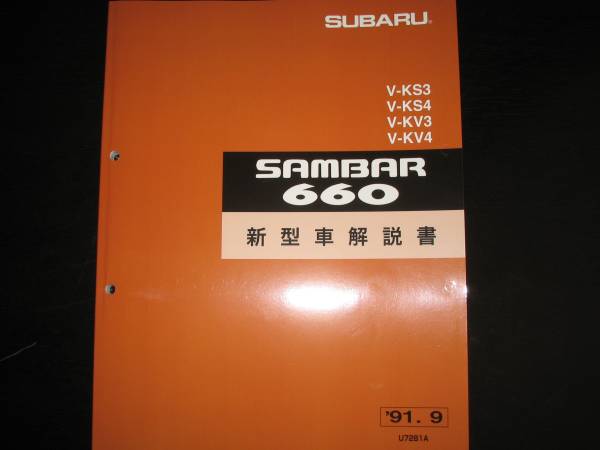 SUBARU®
V-KS3
V-KS4
V-KV3
V-KV4
SAMBAR
660
新型車解説書
'91. 9
U7281A